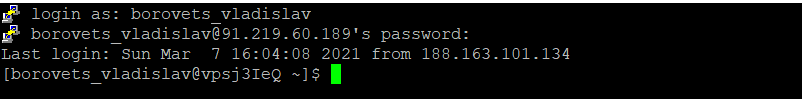 login as: borovets_vladislav
borovets_vladislav@91.219.60.189's password:
Last login: Sun Mar  7 16:04:08 2021 from 188.163.101.134
[borovets_vladislav@vpsj3IeQ ~]$